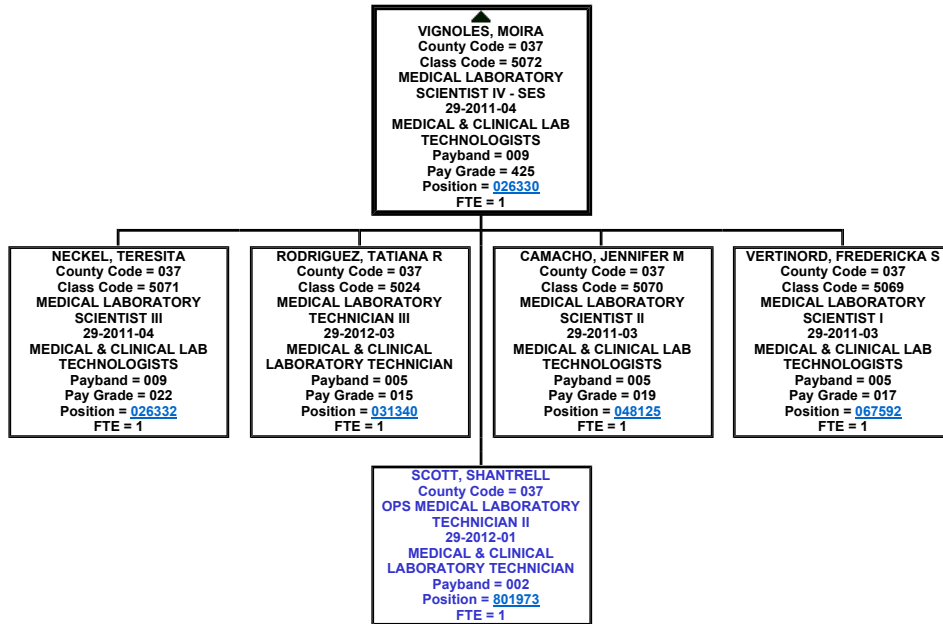 VIGNOLES, MOIRA
County Code = 037
Class Code = 5072
MEDICAL LABORATORY
SCIENTIST IV - SES
29-2011-04
MEDICAL & CLINICAL LAB
TECHNOLOGISTS
Payband = 009
Pay Grade = 425
Position = 026330
FTE = 1
NECKEL, TERESITA
County Code = 037
Class Code = 5071
MEDICAL LABORATORY
SCIENTIST III
29-2011-04
MEDICAL & CLINICAL LAB
TECHNOLOGISTS
Payband = 009
Pay Grade = 022
Position = 026332
FTE = 1
RODRIGUEZ, TATIANA R
County Code = 037
Class Code = 5024
MEDICAL LABORATORY
TECHNICIAN III
29-2012-03
MEDICAL & CLINICAL
LABORATORY TECHNICIAN
Payband = 005
Pay Grade = 015
Position = 031340
FTE = 1
CAMACHO, JENNIFER M
County Code = 037
Class Code = 5070
MEDICAL LABORATORY
SCIENTIST II
29-2011-03
MEDICAL & CLINICAL LAB
TECHNOLOGISTS
Payband = 005
Pay Grade = 019
Position = 048125
FTE = 1
VERTINORD, FREDERICKA S
County Code = 037
Class Code = 5069
MEDICAL LABORATORY
SCIENTIST I
29-2011-03
MEDICAL & CLINICAL LAB
TECHNOLOGISTS
Payband = 005
Pay Grade = 017
Position = 067592
FTE = 1
SCOTT, SHANTRELL
County Code = 037
OPS MEDICAL LABORATORY
TECHNICIAN II
29-2012-01
MEDICAL & CLINICAL
LABORATORY TECHNICIAN
Payband = 002
Position = 801973
FTE = 1